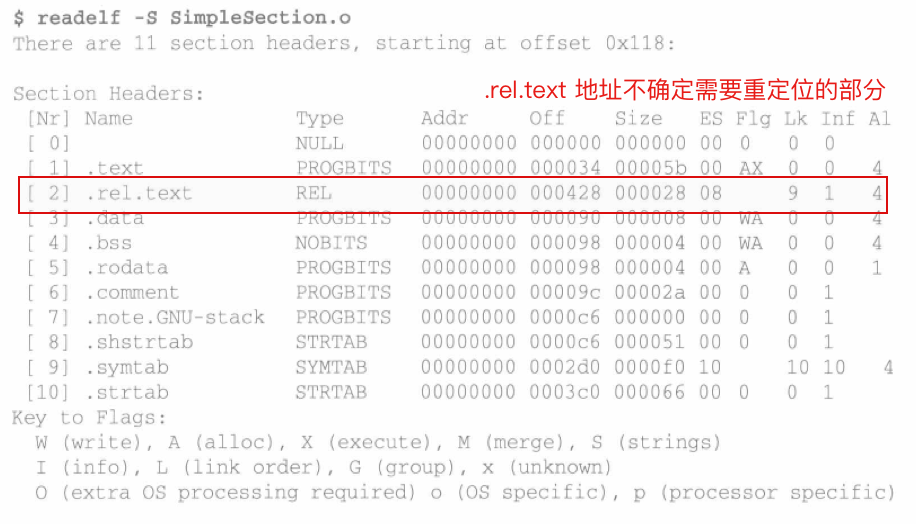 $ readelf -S SimpleSection.o
There are 11 section headers, starting at offset 0x118:
Section Headers:
.rel.text 地址不确定需要重定位的部分
[Nr] Name Type Addr Off Size ES Flg Lk Inf Al
[ 0] NULL 00000000 000000 000000 00 0 0 0
[ 1] .text PROGBITS 00000000 000034 00005b 00 AX 0 0 4
[ 2] .rel.text REL 00000000 000428 000028 08 9 1 4
[ 3] .data PROGBITS 00000000 000090 000008 00 WA 0 0 4
[ 4] .bss NOBITS 00000000 000098 000004 00 WA 0 0 4
[ 5] .rodata PROGBITS 00000000 000098 000004 00 A 0 0 1
[ 6] .comment PROGBITS 00000000 00009c 00002a 00 0 0 1
[ 7] .note.GNU-stack PROGBITS 00000000 0000c6 000000 00 0 0 1
[ 8] .shstrtab STRTAB 00000000 0000c6 000051 00 0 0 1
[ 9] .symtab SYMTAB 00000000 0002d0 0000f0 10 10 10 4
[10] .strtab STRTAB 00000000 0003c0 000066 00 0 0 1
Key to Flags:
W (write), A (alloc), X (execute), M (merge), S (strings)
I (info), L (link order), G (group), x (unknown)
O (extra OS processing required) o (OS specific), p (processor specific)